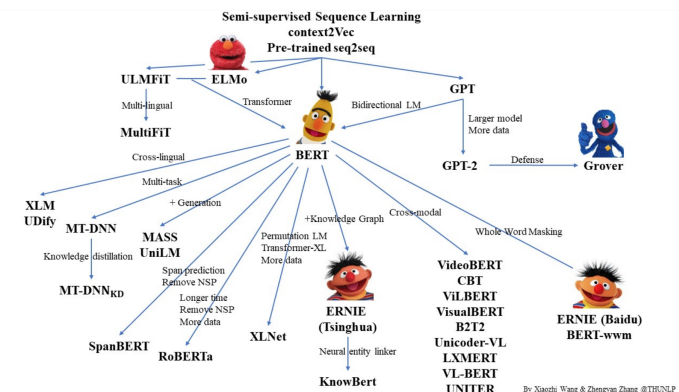 Semi-supervised Sequence Learning
context2Vec
Pre-trained seq2seq
ULMFiT
ELMo
GPT
Multi-lingual
Transformer
Bidirectional LM
Larger model
More data
MultiFiT
BERT
GPT-2
Defense
Grover
Cross-lingual
Multi-task
+ Generation
+Knowledge Graph
Cross-modal
Whole Word Masking
XLM
UDify
MT-DNN
MASS
UniLM
Permutation LM
Transformer-XL
More data
Knowledge distillation
Span prediction
Remove NSP
MT-DNNKD
Longer time
Remove NSP
More data
VideoBERT
CBT
ViLBERT
VisualBERT
B2T2
Unicoder-VL
LXMERT
VL-BERT
UNITER
ERNIE
(Tsinghua)
ERNIE (Baidu)
BERT-wwm
SpanBERT
RoBERTa
XLNet
Neural entity linker
KnowBert
By Xiaozhi Wang & Zhengyan Zhang @THUNLP